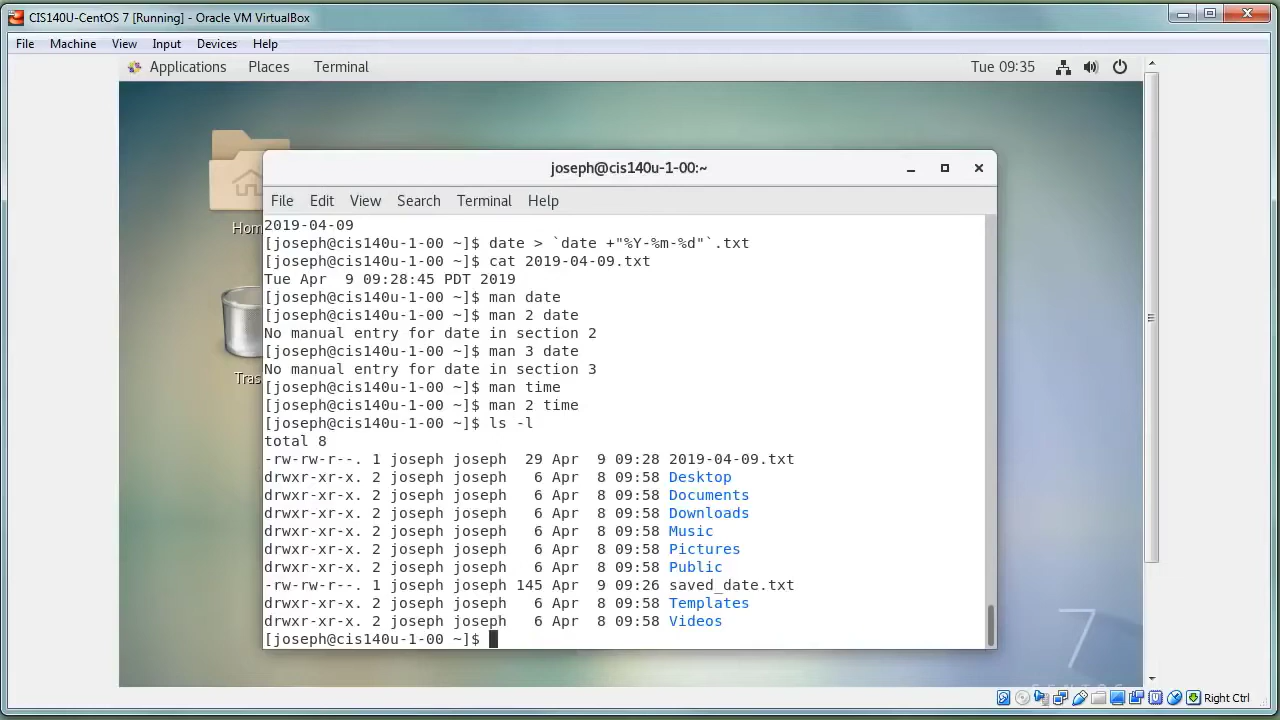 CIS140U-CentOS 7 [Running] - Oracle VM VirtualBox
File Machine View Input Devices Help
Applications Places Terminal Tue 09:35
joseph@cis140u-1-00:~
File Edit View Search Terminal Help
2019-04-09
[joseph@cis140u-1-00 ~]$ date > `date +"%Y-%m-%d"`.txt
[joseph@cis140u-1-00 ~]$ cat 2019-04-09.txt
Tue Apr  9 09:28:45 PDT 2019
[joseph@cis140u-1-00 ~]$ man date
[joseph@cis140u-1-00 ~]$ man 2 date
No manual entry for date in section 2
[joseph@cis140u-1-00 ~]$ man 3 date
No manual entry for date in section 3
[joseph@cis140u-1-00 ~]$ man time
[joseph@cis140u-1-00 ~]$ man 2 time
[joseph@cis140u-1-00 ~]$ ls -l
total 8
-rw-rw-r--. 1 joseph joseph  29 Apr  9 09:28 2019-04-09.txt
drwxr-xr-x. 2 joseph joseph   6 Apr  8 09:58 Desktop
drwxr-xr-x. 2 joseph joseph   6 Apr  8 09:58 Documents
drwxr-xr-x. 2 joseph joseph   6 Apr  8 09:58 Downloads
drwxr-xr-x. 2 joseph joseph   6 Apr  8 09:58 Music
drwxr-xr-x. 2 joseph joseph   6 Apr  8 09:58 Pictures
drwxr-xr-x. 2 joseph joseph   6 Apr  8 09:58 Public
-rw-rw-r--. 1 joseph joseph 145 Apr  9 09:26 saved_date.txt
drwxr-xr-x. 2 joseph joseph   6 Apr  8 09:58 Templates
drwxr-xr-x. 2 joseph joseph   6 Apr  8 09:58 Videos
[joseph@cis140u-1-00 ~]$
Hom
Tras
7
Right Ctrl